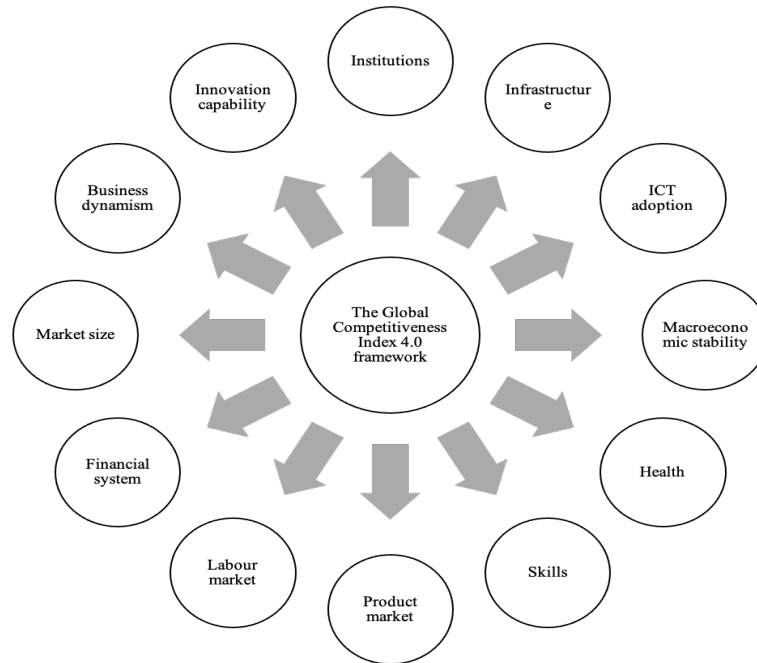 Institutions
Infrastructur
e
ICT
adoption
Macroecono
mic stability
Health
Skills
Product
market
Labour
market
Financial
system
Market size
Business
dynamism
Innovation
capability
The Global
Competitiveness
Index 4.0
framework